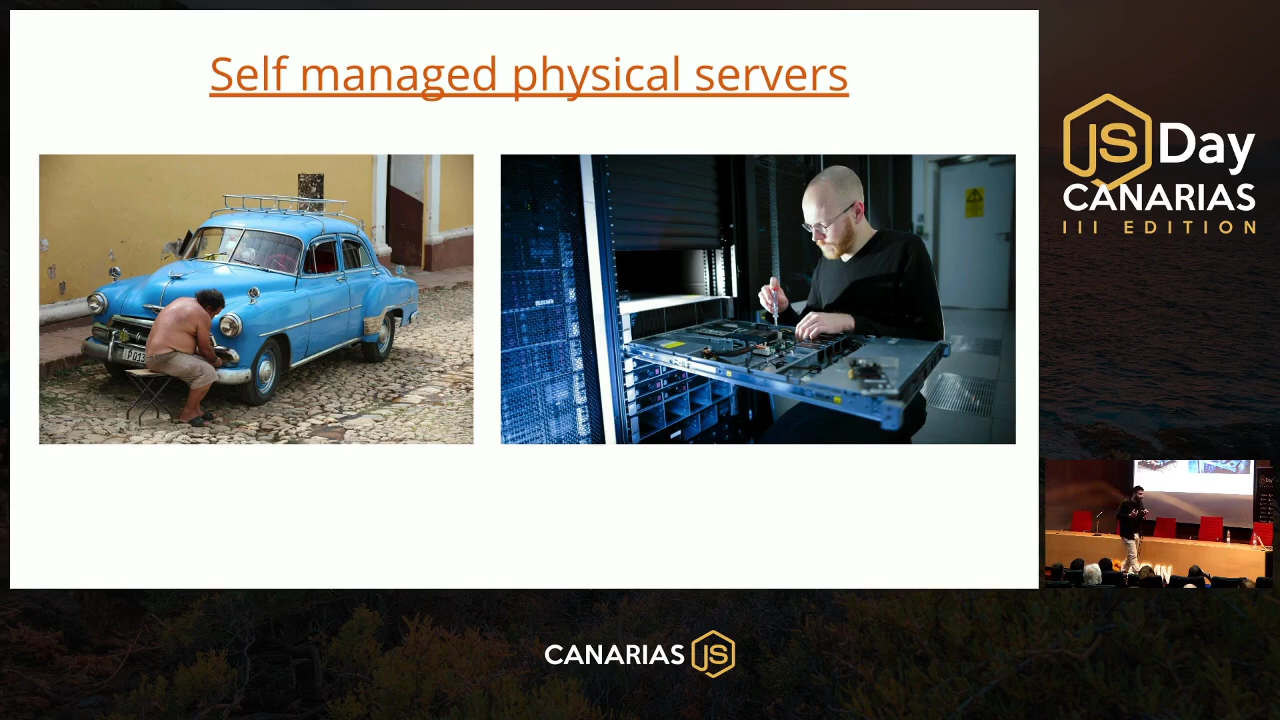 Self managed physical servers
JS Day
CANARIAS
III EDITION
CANARIAS JS